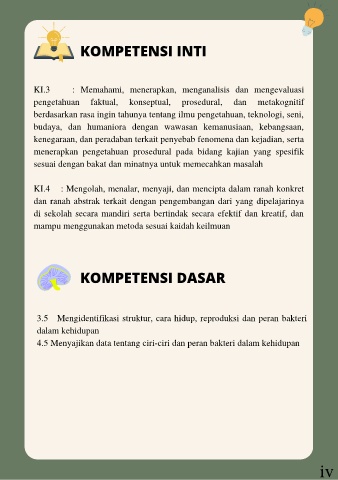 KOMPETENSI INTI
KI.3 : Memahami, menerapkan, menganalisis dan mengevaluasi
pengetahuan faktual, konseptual, prosedural, dan metakognitif
berdasarkan rasa ingin tahunya tentang ilmu pengetahuan, teknologi, seni,
budaya, dan humaniora dengan wawasan kemanusiaan, kebangsaan,
kenegaraan, dan peradaban terkait penyebab fenomena dan kejadian, serta
menerapkan pengetahuan prosedural pada bidang kajian yang spesifik
sesuai dengan bakat dan minatnya untuk memecahkan masalah
KI.4 : Mengolah, menalar, menyaji, dan mencipta dalam ranah konkret
dan ranah abstrak terkait dengan pengembangan dari yang dipelajarinya
di sekolah secara mandiri serta bertindak secara efektif dan kreatif, dan
mampu menggunakan metoda sesuai kaidah keilmuan
KOMPETENSI DASAR
3.5 Mengidentifikasi struktur, cara hidup, reproduksi dan peran bakteri
dalam kehidupan
4.5 Menyajikan data tentang ciri-ciri dan peran bakteri dalam kehidupan
iv